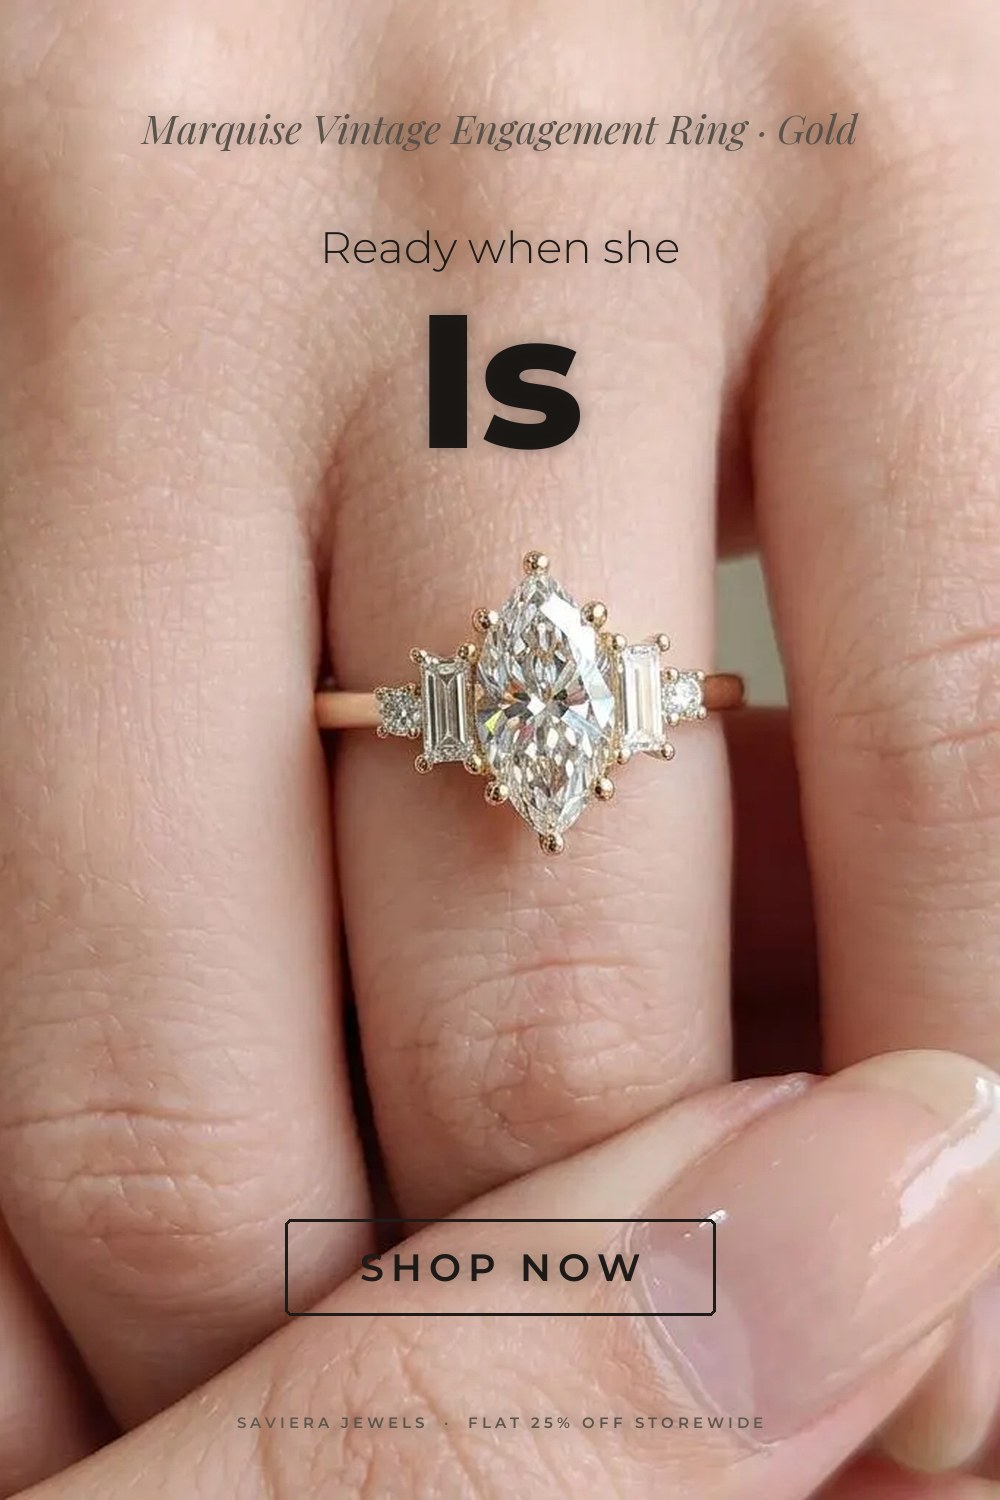 Marquise Vintage Engagement Ring · Gold
Ready when she
Is
SHOP NOW
SAVIERA JEWELS · FLAT 25% OFF STOREWIDE